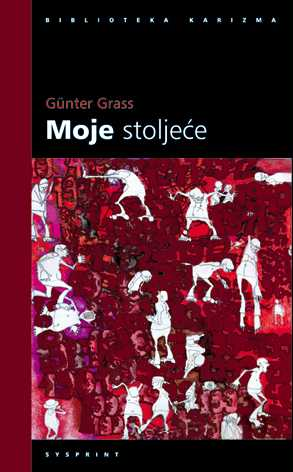 BIBLIOTEKA KARIZMA
Günter Grass
Moje stoljeće
SYSPRINT